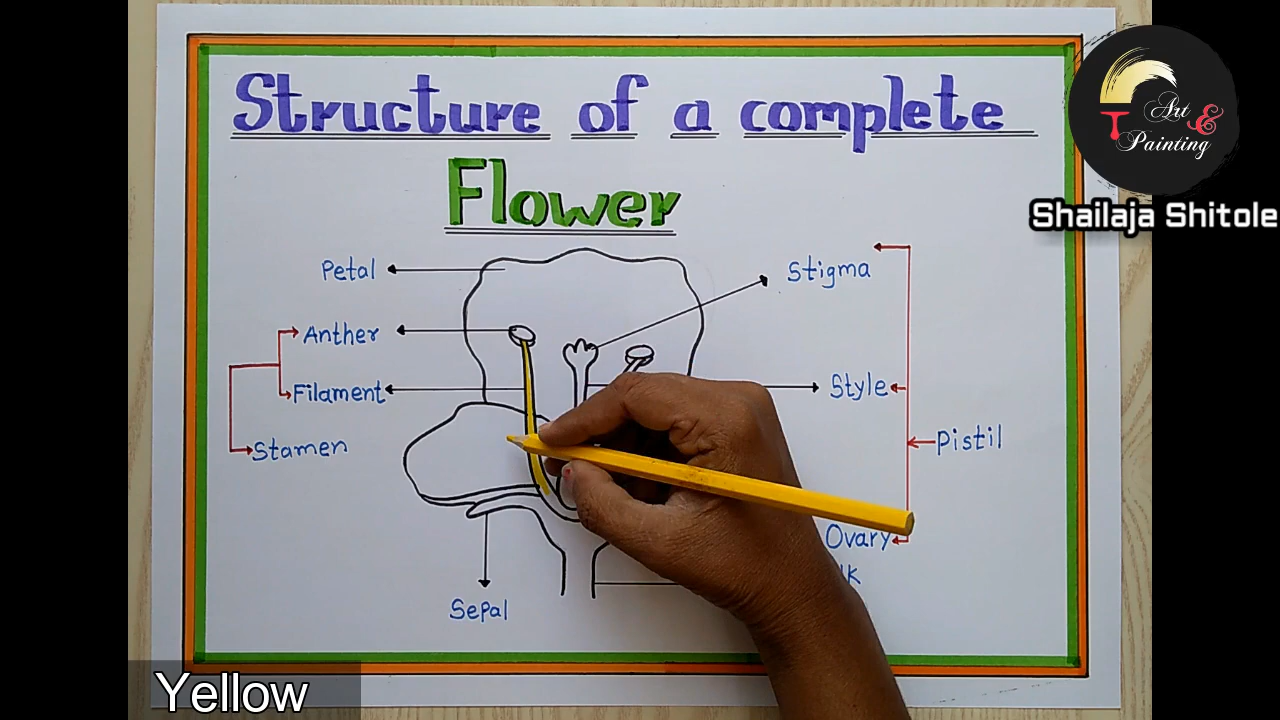 Structure of a complete
Flower
Art &
Painting
Shailaja Shitole
Petal
Stigma
Anther
Filament
Style
Stamen
Pistil
Ovary
Sepal
Yellow